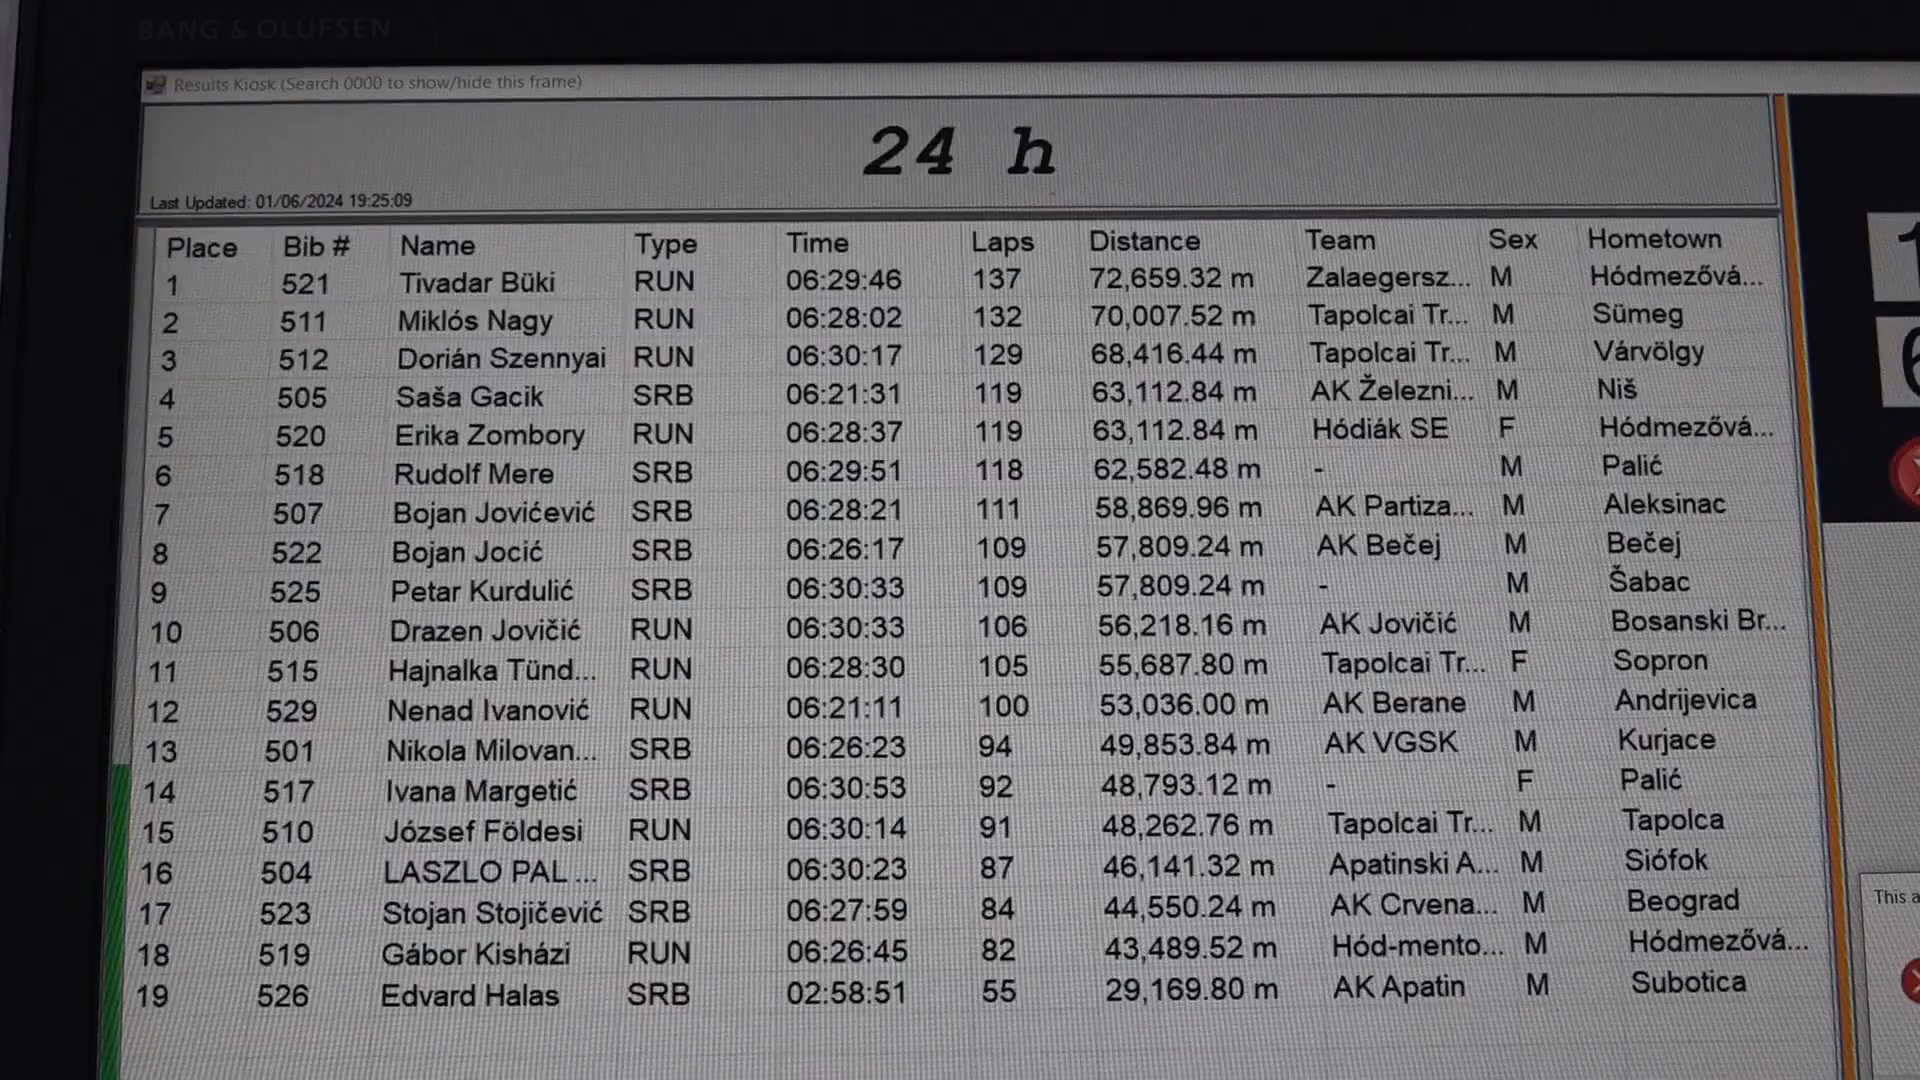 BANG & OLUFSEN
Results Kiosk (Search 0000 to show/hide this frame)
24 h
Last Updated: 01/06/2024 19:25:09
Place Bib # Name Type Time Laps Distance Team Sex Hometown
1 521 Tivadar Büki RUN 06:29:46 137 72,659.32 m Zalaegersz... M Hódmezővá...
2 511 Miklós Nagy RUN 06:28:02 132 70,007.52 m Tapolcai Tr... M Sümeg
3 512 Dorián Szennyai RUN 06:30:17 129 68,416.44 m Tapolcai Tr... M Várvölgy
4 505 Saša Gacik SRB 06:21:31 119 63,112.84 m AK Železni... M Niš
5 520 Erika Zombory RUN 06:28:37 119 63,112.84 m Hódiák SE F Hódmezővá...
6 518 Rudolf Mere SRB 06:29:51 118 62,582.48 m - M Palić
7 507 Bojan Jovićević SRB 06:28:21 111 58,869.96 m AK Partiza... M Aleksinac
8 522 Bojan Jocić SRB 06:26:17 109 57,809.24 m AK Bečej M Bečej
9 525 Petar Kurdulić SRB 06:30:33 109 57,809.24 m - M Šabac
10 506 Drazen Jovičić RUN 06:30:33 106 56,218.16 m AK Jovičić M Bosanski Br...
11 515 Hajnalka Tünd... RUN 06:28:30 105 55,687.80 m Tapolcai Tr... F Sopron
12 529 Nenad Ivanović RUN 06:21:11 100 53,036.00 m AK Berane M Andrijevica
13 501 Nikola Milovan... SRB 06:26:23 94 49,853.84 m AK VGSK M Kurjace
14 517 Ivana Margetić SRB 06:30:53 92 48,793.12 m - F Palić
15 510 József Földesi RUN 06:30:14 91 48,262.76 m Tapolcai Tr... M Tapolca
16 504 LASZLO PAL ... SRB 06:30:23 87 46,141.32 m Apatinski A... M Siófok
17 523 Stojan Stojičević SRB 06:27:59 84 44,550.24 m AK Crvena... M Beograd
18 519 Gábor Kisházi RUN 06:26:45 82 43,489.52 m Hód-mento... M Hódmezővá...
19 526 Edvard Halas SRB 02:58:51 55 29,169.80 m AK Apatin M Subotica
This